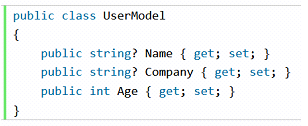 public class UserModel
{
    public string? Name { get; set; }
    public string? Company { get; set; }
    public int Age { get; set; }
}